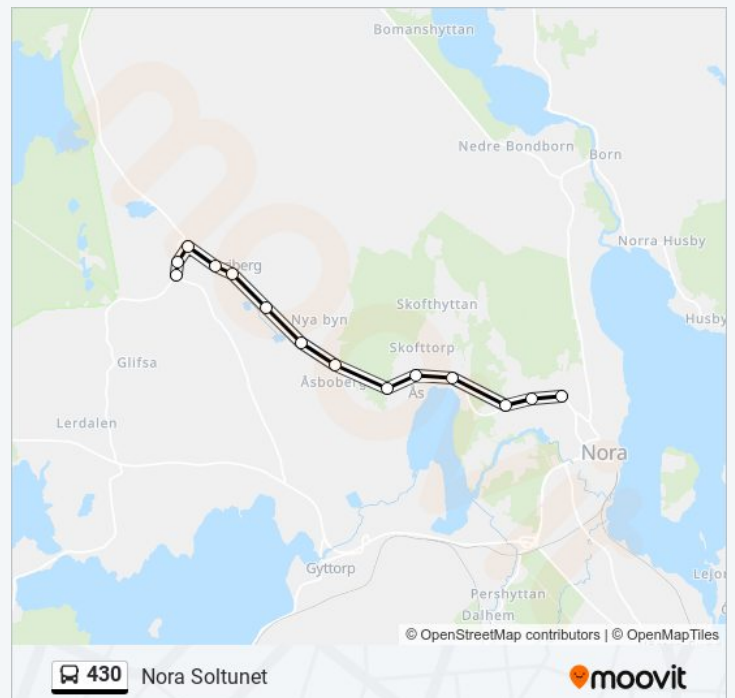 Bomanshyttan
Nedre Bondborn
Born
Norra Husby
Skofthyttan
Husby
Nya byn
Skofttorp
Glifsa
Ås
Lerdalen
Nora
Gyttorp
Pershyttan
Dalhem
© OpenStreetMap contributors | © OpenMapTiles
430 Nora Soltunet
moovit